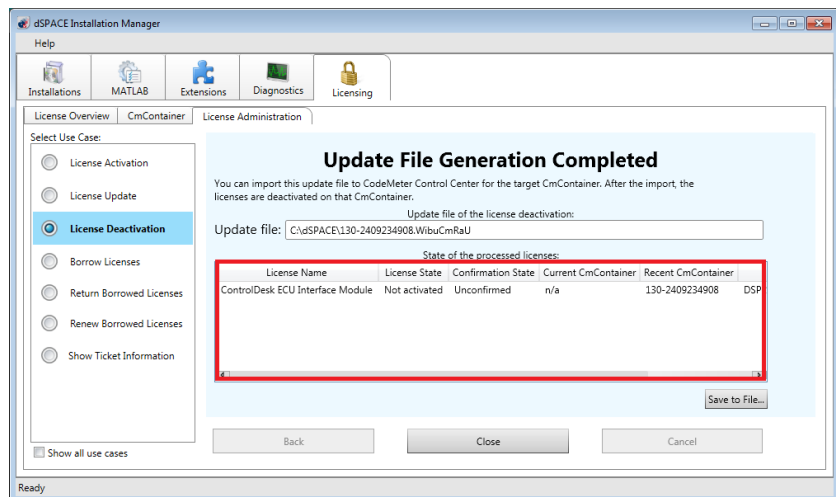 dSPACE Installation Manager
Help
Installations
MATLAB
Extensions
Diagnostics
Licensing
License Overview
CmContainer
License Administration
Select Use Case:
License Activation
License Update
License Deactivation
Borrow Licenses
Return Borrowed Licenses
Renew Borrowed Licenses
Show Ticket Information
Show all use cases
Update File Generation Completed
You can import this update file to CodeMeter Control Center for the target CmContainer. After the import, the
licenses are deactivated on that CmContainer.
Update file of the license deactivation:
Update file: C:\dSPACE\130-2409234908.WibuCmRaU
State of the processed licenses:
License Name License State Confirmation State Current CmContainer Recent CmContainer
ControlDesk ECU Interface Module Not activated Unconfirmed n/a 130-2409234908 DSP
Save to File...
Back
Close
Cancel
Ready